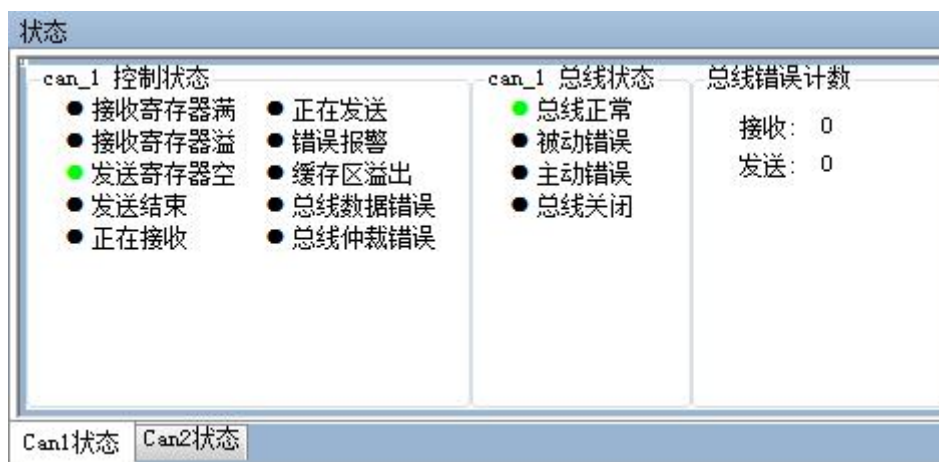 状态
can_1 控制状态
接收寄存器满
接收寄存器溢
发送寄存器空
发送结束
正在接收
正在发送
错误报警
缓存区溢出
总线数据错误
总线仲裁错误
can_1 总线状态
总线正常
被动错误
主动错误
总线关闭
总线错误计数
接收: 0
发送: 0
Can1状态
Can2状态